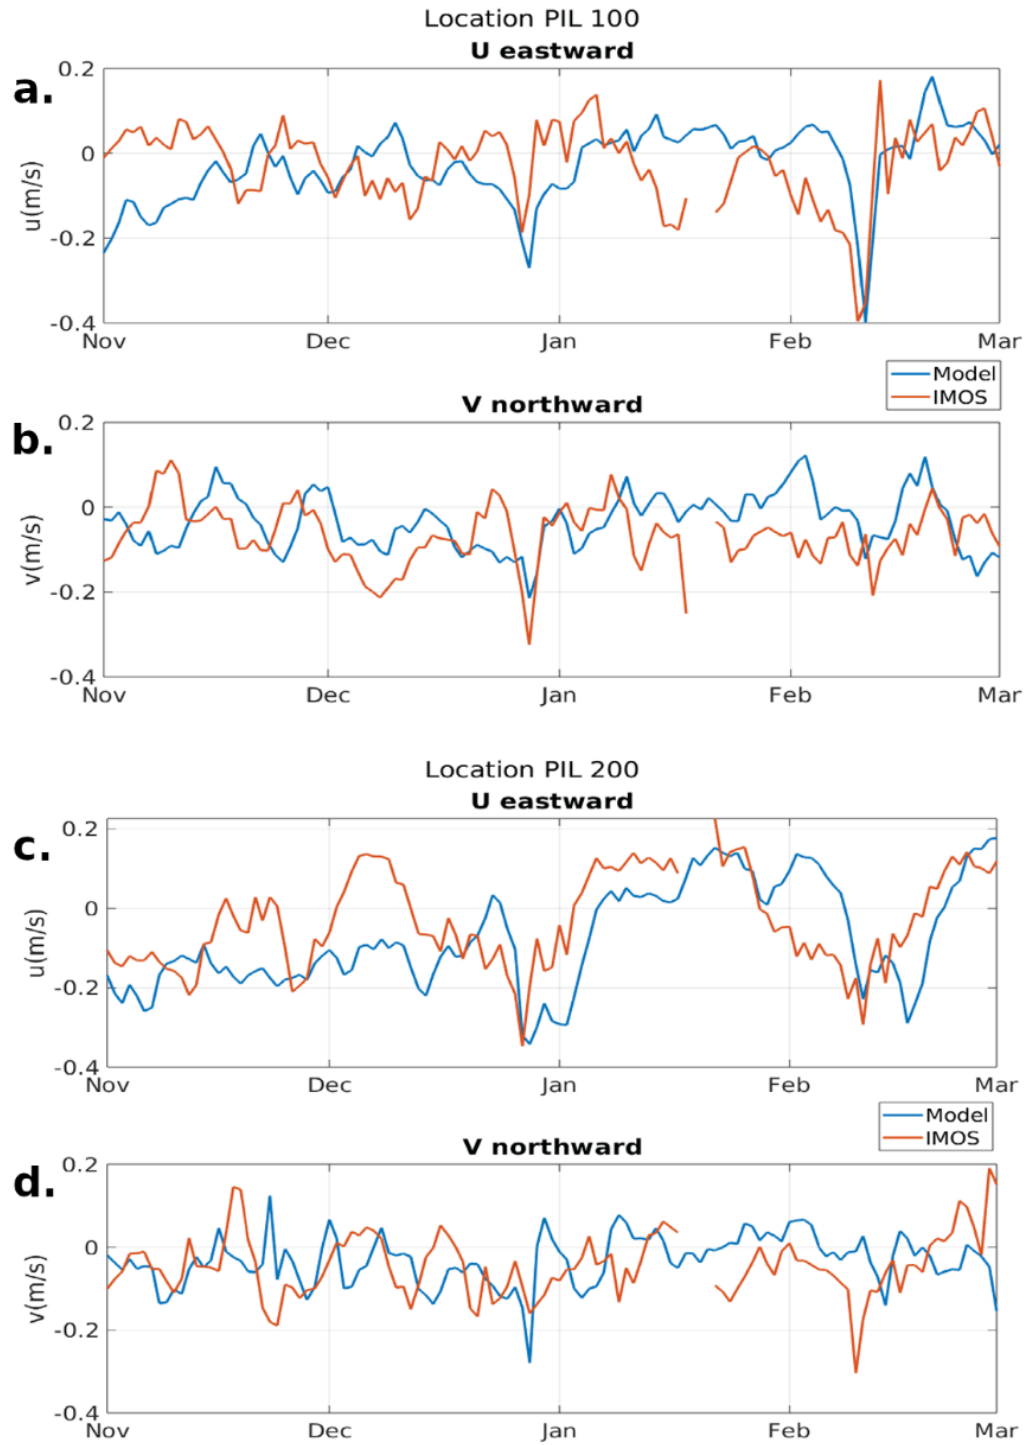 Location PIL 100
U eastward
a.
0.2
0
-0.2
-0.4
u(m/s)
Nov Dec Jan Feb Mar
Model
IMOS
V northward
b.
0.2
0
-0.2
-0.4
v(m/s)
Nov Dec Jan Feb Mar
Location PIL 200
U eastward
c.
0.2
0
-0.2
-0.4
u(m/s)
Nov Dec Jan Feb Mar
Model
IMOS
V northward
d.
0.2
0
-0.2
-0.4
v(m/s)
Nov Dec Jan Feb Mar